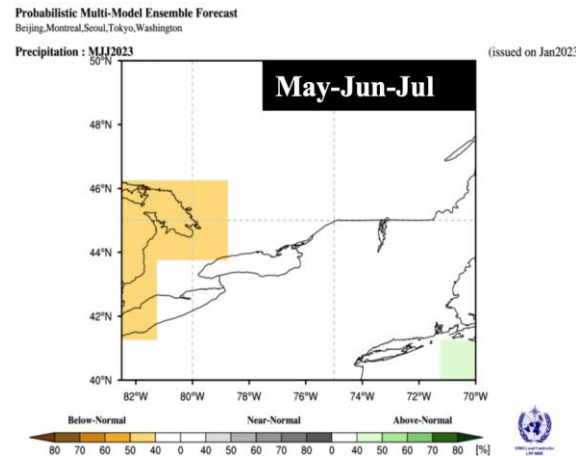 Probabilistic Multi-Model Ensemble Forecast
Beijing,Montreal,Seoul,Tokyo,Washington
Precipitation : MJJ2023 (issued on Jan2023
May-Jun-Jul
50°N
48°N
46°N
44°N
42°N
40°N
82°W 80°W 78°W 76°W 74°W 72°W 70°W
Below-Normal Near-Normal Above-Normal
80 70 60 50 40 0 40 50 60 70 80 0 40 50 60 70 80 [%]